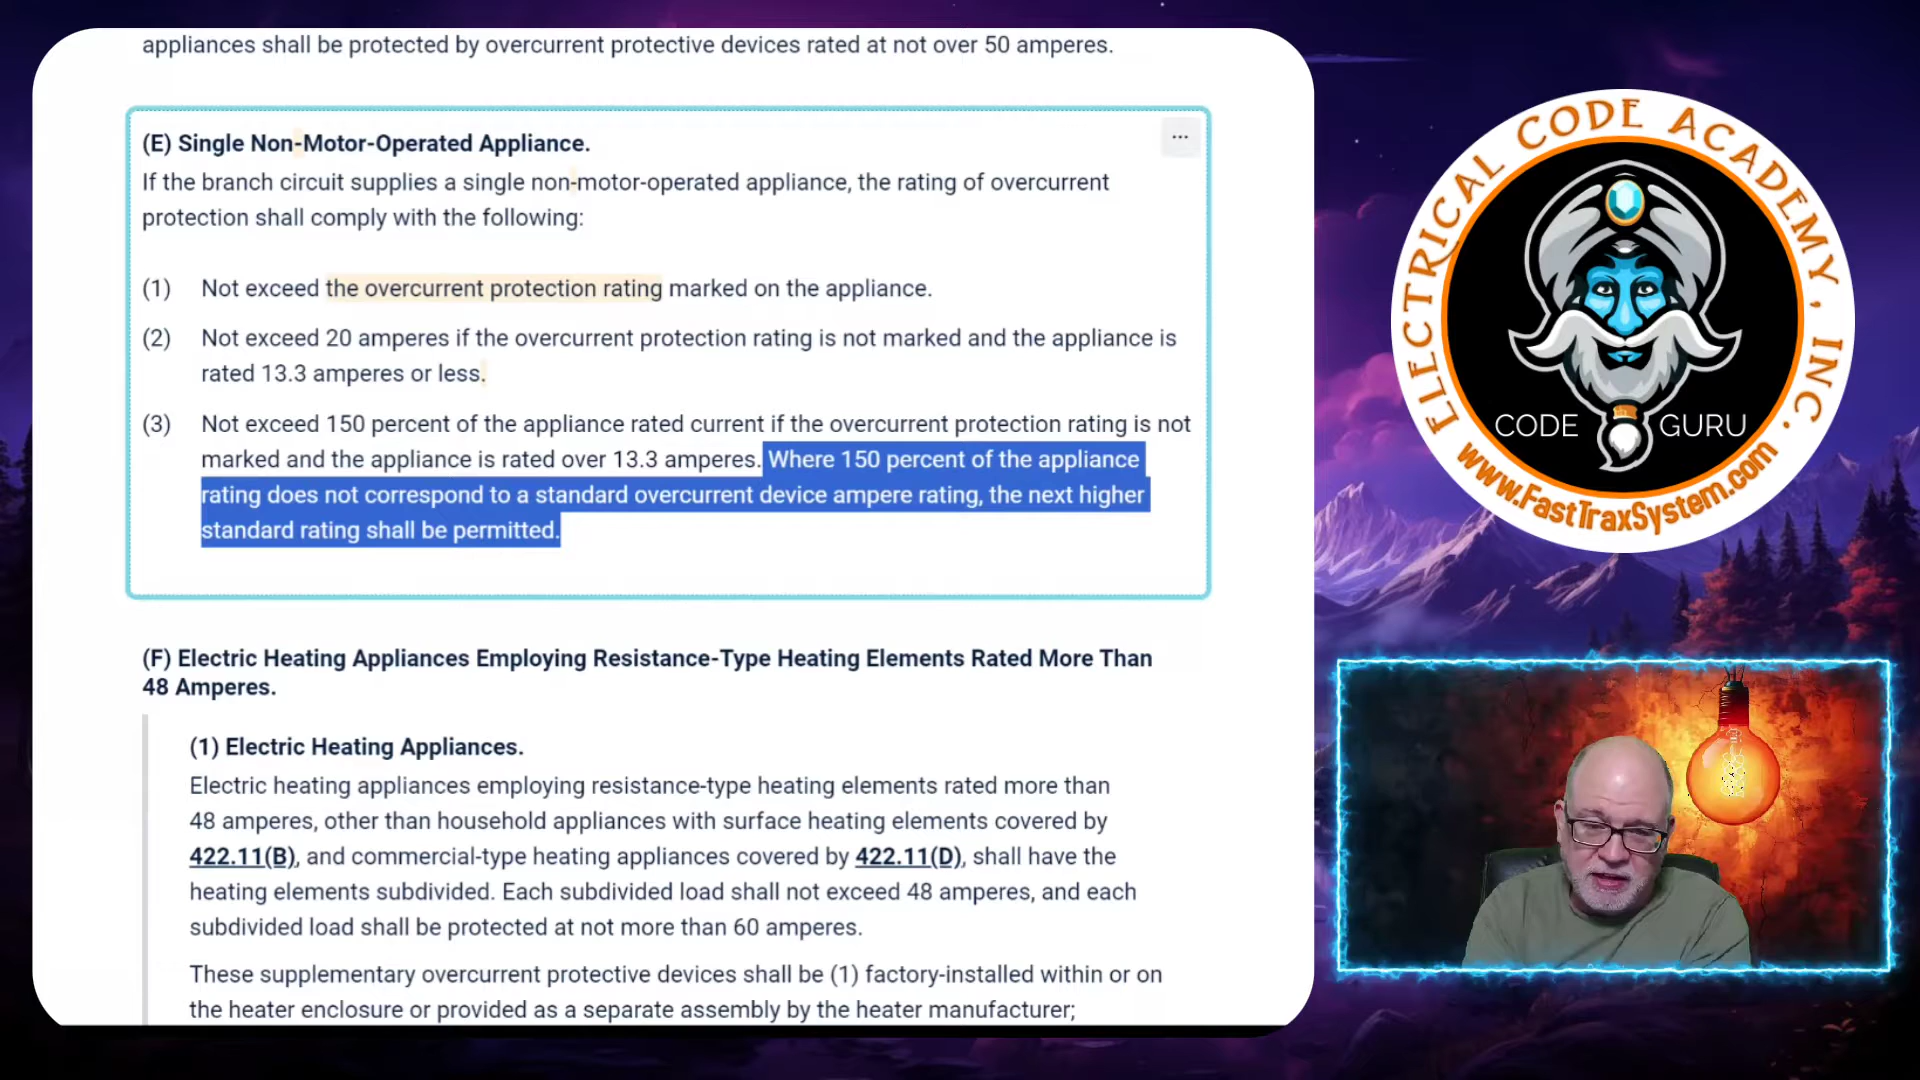 appliances shall be protected by overcurrent protective devices rated at not over 50 amperes.
(E) Single Non-Motor-Operated Appliance.
...
If the branch circuit supplies a single non-motor-operated appliance, the rating of overcurrent
protection shall comply with the following:
(1) Not exceed the overcurrent protection rating marked on the appliance.
(2) Not exceed 20 amperes if the overcurrent protection rating is not marked and the appliance is
rated 13.3 amperes or less.
(3) Not exceed 150 percent of the appliance rated current if the overcurrent protection rating is not
marked and the appliance is rated over 13.3 amperes. Where 150 percent of the appliance
rating does not correspond to a standard overcurrent device ampere rating, the next higher
standard rating shall be permitted.
(F) Electric Heating Appliances Employing Resistance-Type Heating Elements Rated More Than
48 Amperes.
(1) Electric Heating Appliances.
Electric heating appliances employing resistance-type heating elements rated more than
48 amperes, other than household appliances with surface heating elements covered by
422.11(B), and commercial-type heating appliances covered by 422.11(D), shall have the
heating elements subdivided. Each subdivided load shall not exceed 48 amperes, and each
subdivided load shall be protected at not more than 60 amperes.
These supplementary overcurrent protective devices shall be (1) factory-installed within or on
the heater enclosure or provided as a separate assembly by the heater manufacturer;
ELECTRICAL CODE ACADEMY, INC.
CODE GURU
www.FastTraxSystem.com